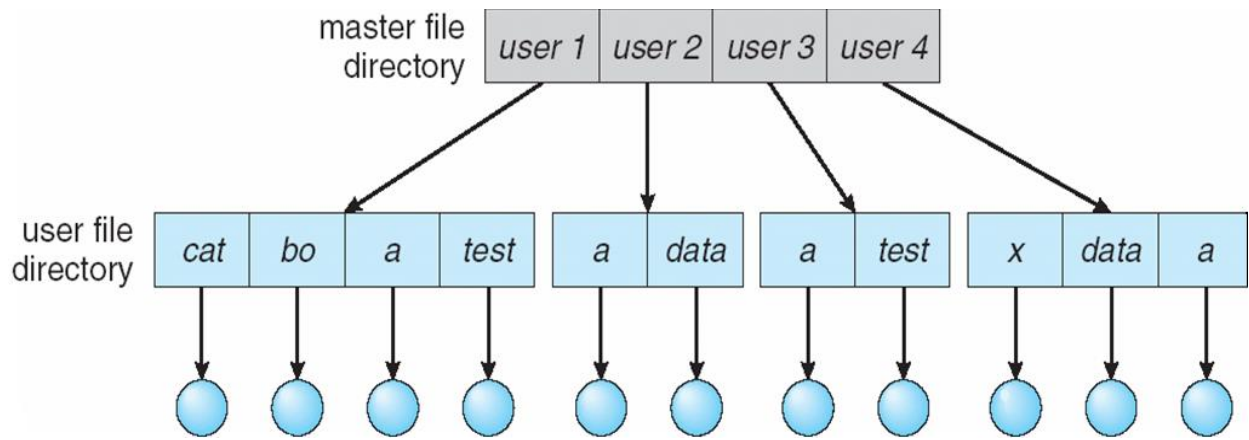 master file
directory
user 1 user 2 user 3 user 4
user file
directory
cat bo a test a data a test x data a